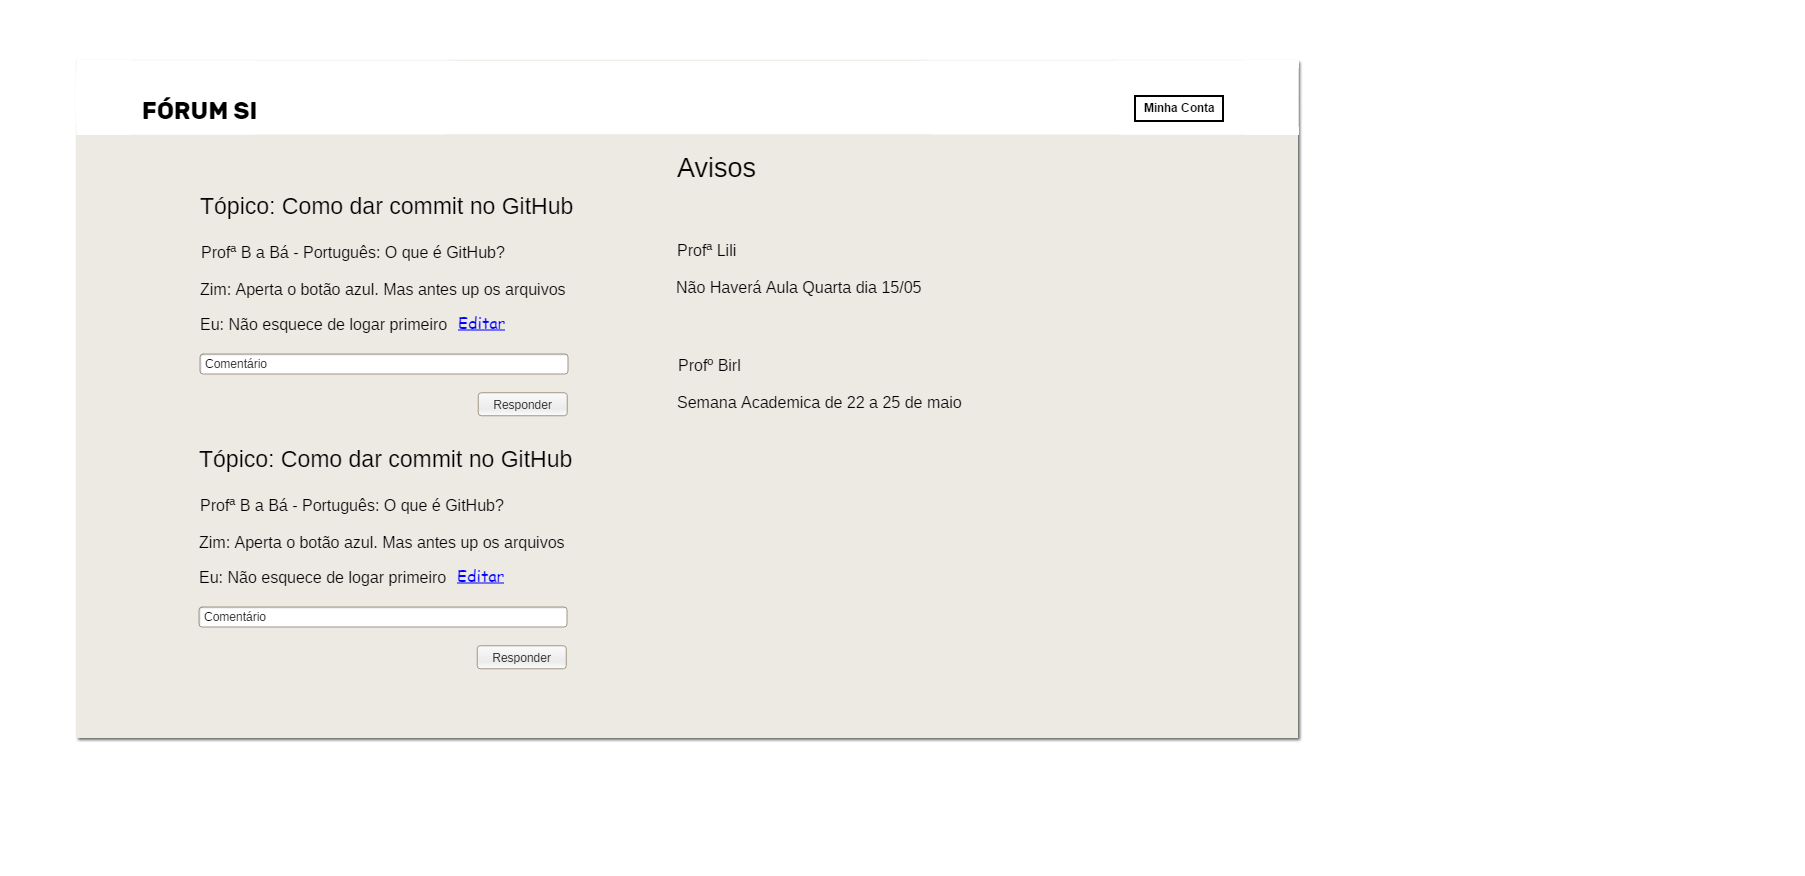 FÓRUM SI
Minha Conta
Tópico: Como dar commit no GitHub
Profª B a Bá - Português: O que é GitHub?
Zim: Aperta o botão azul. Mas antes up os arquivos
Eu: Não esquece de logar primeiro Editar
Comentário
Responder
Tópico: Como dar commit no GitHub
Profª B a Bá - Português: O que é GitHub?
Zim: Aperta o botão azul. Mas antes up os arquivos
Eu: Não esquece de logar primeiro Editar
Comentário
Responder
Avisos
Profª Lili
Não Haverá Aula Quarta dia 15/05
Profº Birl
Semana Academica de 22 a 25 de maio